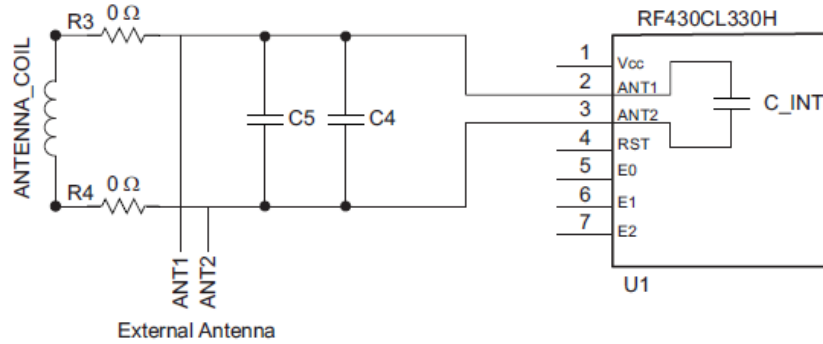 R3
0 Ω
ANTENNA_COIL
R4
0 Ω
ANT1
ANT2
External Antenna
C5
C4
RF430CL330H
1
Vcc
2
ANT1
3
ANT2
4
RST
5
E0
6
E1
7
E2
C_INT
U1